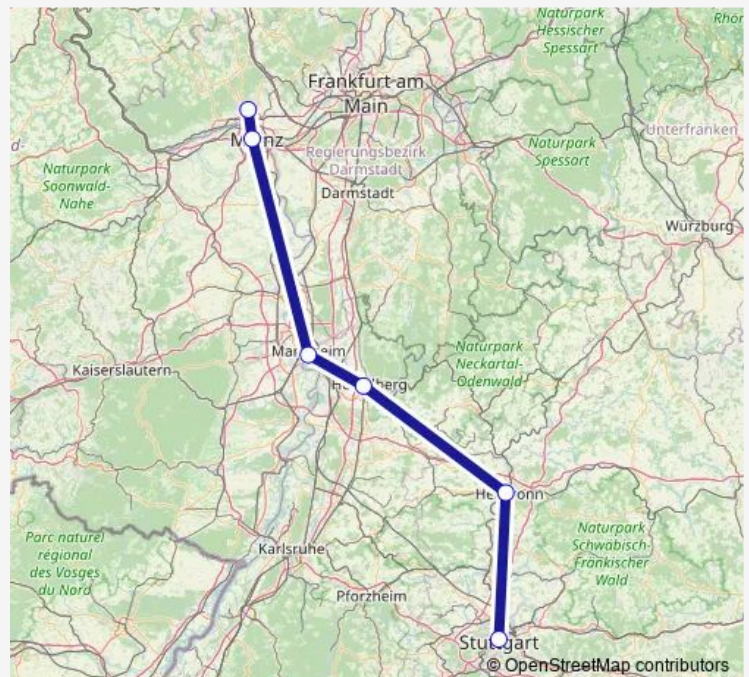 Naturpark
Hessischer
Spessart
Frankfurt am
Main
Unterfranken
Regierungsbezirk
Darmstadt
Naturpark
Spessart
Naturpark
Soonwald-
Nahe
Darmstadt
Würzburg
Naturpark
Neckartal-
Odenwald
Kaiserslautern
Parc naturel
régional
des Vosges
du Nord
Karlsruhe
Naturpark
Schwäbisch-
Fränkischer
Wald
Pforzheim
© OpenStreetMap contributors